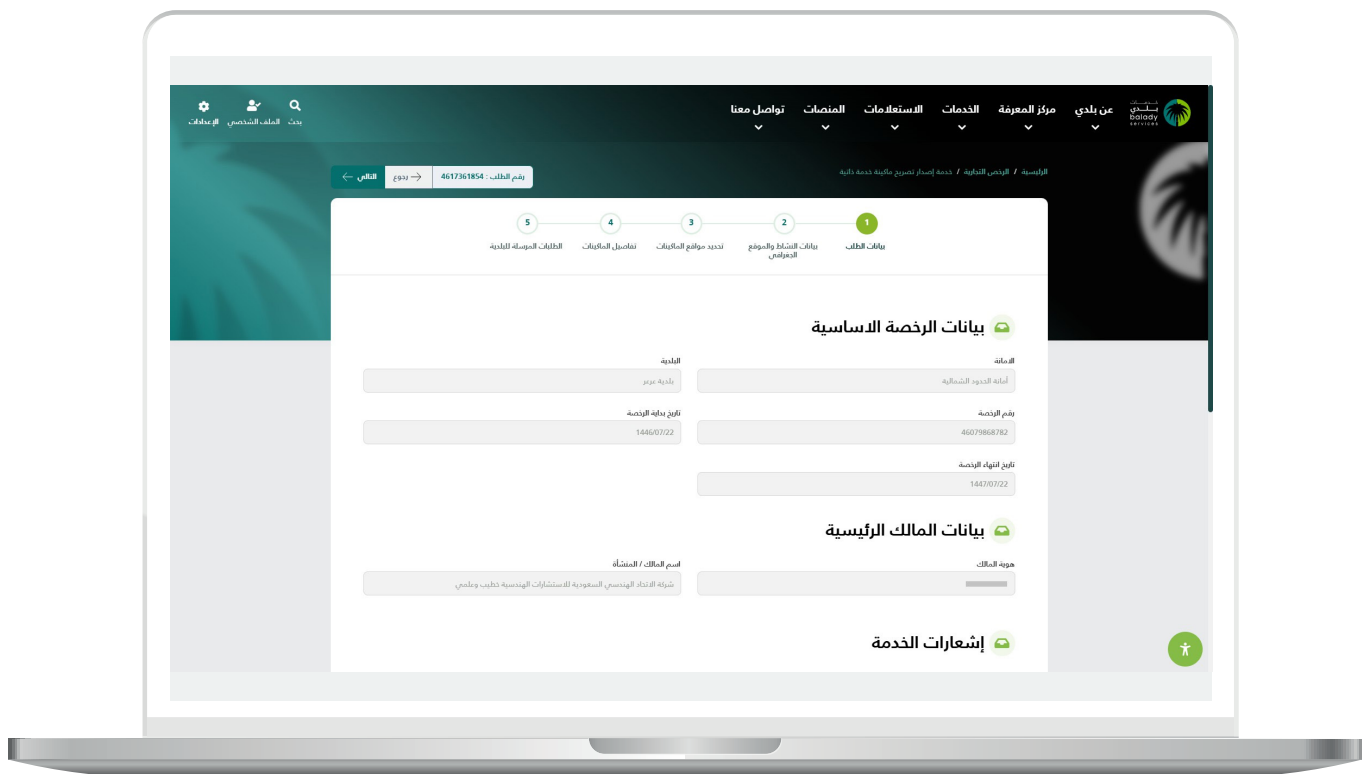 خدمات
بلدي
balady
services
عن بلدي
مركز المعرفة
الخدمات
الاستعلامات
المنصات
تواصل معنا
بحث
الملف الشخصي
الإعدادات
الرئيسية / الرخص التجارية / خدمة إصدار تصريح ماكينة خدمة ذاتية
رقم الطلب : 4617361854
رجوع
التالي
1
2
3
4
5
بيانات الطلب
بيانات النشاط والموقع
الجغرافي
تحديد مواقع الماكينات
تفاصيل الماكينات
الطلبات المرسلة للبلدية
بيانات الرخصة الاساسية
الامانة
البلدية
أمانة الحدود الشمالية
بلدية عرعر
رقم الرخصة
تاريخ بداية الرخصة
46079868782
1446/07/22
تاريخ انتهاء الرخصة
1447/07/22
بيانات المالك الرئيسية
هوية المالك
اسم المالك / المنشأة
شركة الاتحاد الهندسي السعودية للاستشارات الهندسية خطيب وعلمي
إشعارات الخدمة